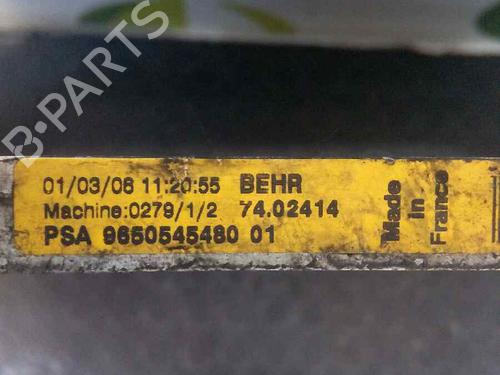 B-PARTS
01/03/06 11:20:55 BEHR
Machine:0279/1/2 74.02414
PSA 9650545480 01
Made
in
France